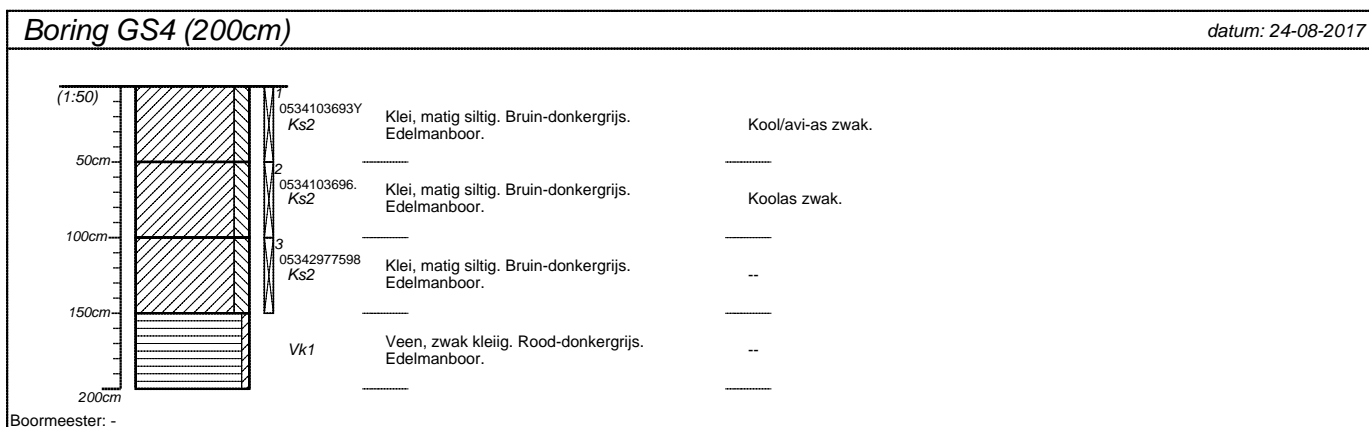 Boring GS4 (200cm)
datum: 24-08-2017
(1:50)
1
0534103693Y
Ks2
Klei, matig siltig. Bruin-donkergrijs.
Edelmanboor.
Kool/avi-as zwak.
50cm
2
0534103696.
Ks2
Klei, matig siltig. Bruin-donkergrijs.
Edelmanboor.
Koolas zwak.
100cm
3
05342977598
Ks2
Klei, matig siltig. Bruin-donkergrijs.
Edelmanboor.
--
150cm
Vk1
Veen, zwak kleiig. Rood-donkergrijs.
Edelmanboor.
--
200cm
Boormeester: -